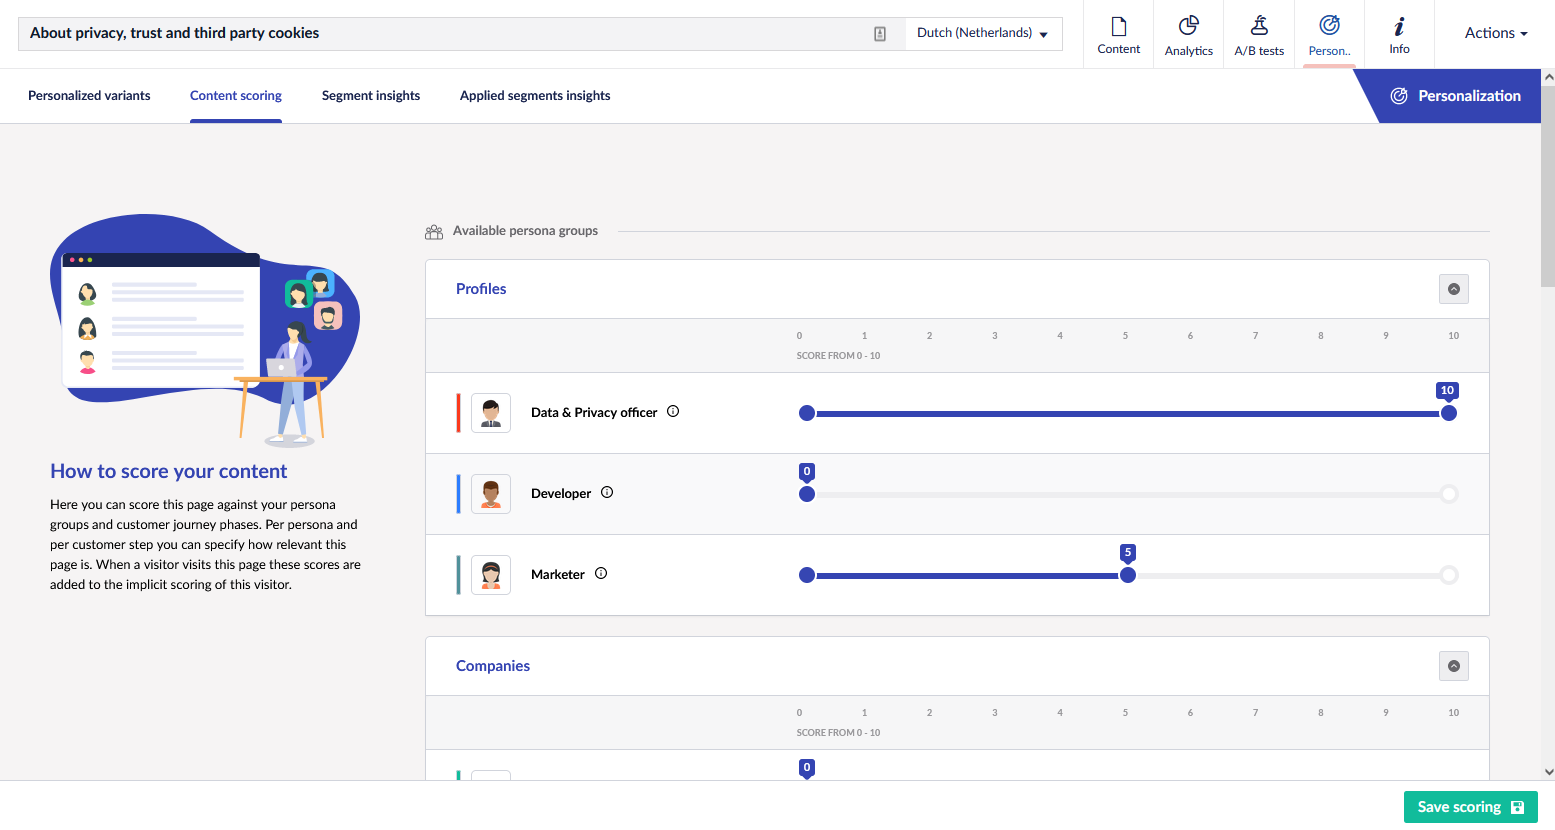 About privacy, trust and third party cookies
Dutch (Netherlands)
Content
Analytics
A/B tests
Person..
Info
Actions
Personalized variants
Content scoring
Segment insights
Applied segments insights
Personalization
Available persona groups
Profiles
0 1 2 3 4 5 6 7 8 9 10
SCORE FROM 0 - 10
10
Data & Privacy officer
0
Developer
5
Marketer
How to score your content
Here you can score this page against your persona
groups and customer journey phases. Per persona and
per customer step you can specify how relevant this
page is. When a visitor visits this page these scores are
added to the implicit scoring of this visitor.
Companies
0 1 2 3 4 5 6 7 8 9 10
SCORE FROM 0 - 10
0
Save scoring